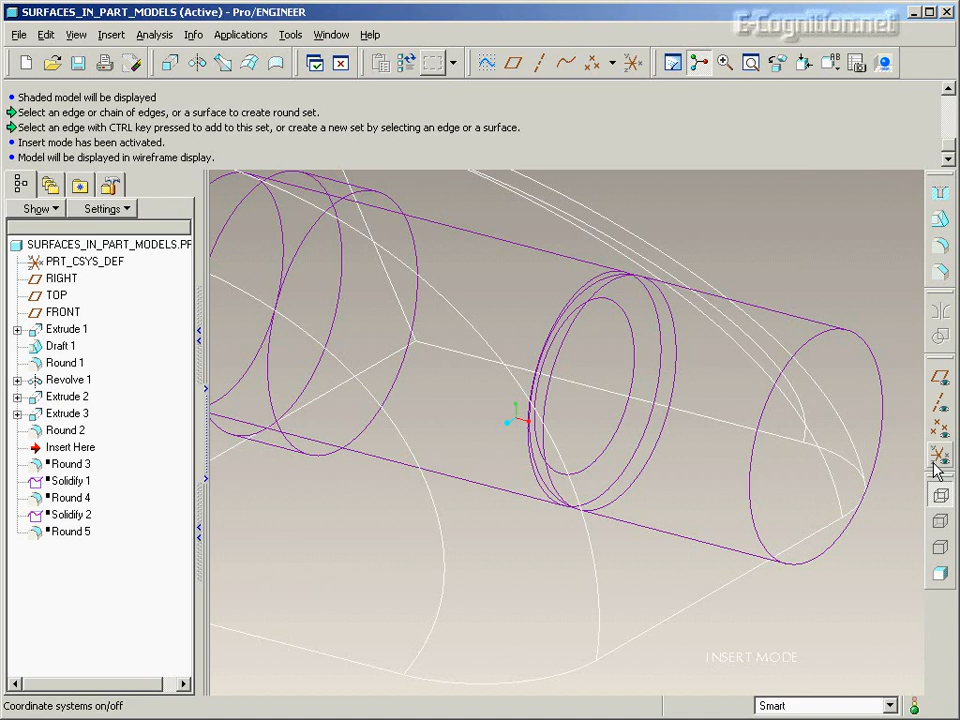 SURFACES_IN_PART_MODELS (Active) - Pro/ENGINEER
E-Cognition.net
File Edit View Insert Analysis Info Applications Tools Window Help
Shaded model will be displayed
Select an edge or chain of edges, or a surface to create round set.
Select an edge with CTRL key pressed to add to this set, or create a new set by selecting an edge or a surface.
Insert mode has been activated.
Model will be displayed in wireframe display.
Show Settings
SURFACES_IN_PART_MODELS.PF
PRT_CSYS_DEF
RIGHT
TOP
FRONT
Extrude 1
Draft 1
Round 1
Revolve 1
Extrude 2
Extrude 3
Round 2
Insert Here
Round 3
Solidify 1
Round 4
Solidify 2
Round 5
INSERT MODE
Coordinate systems on/off
Smart